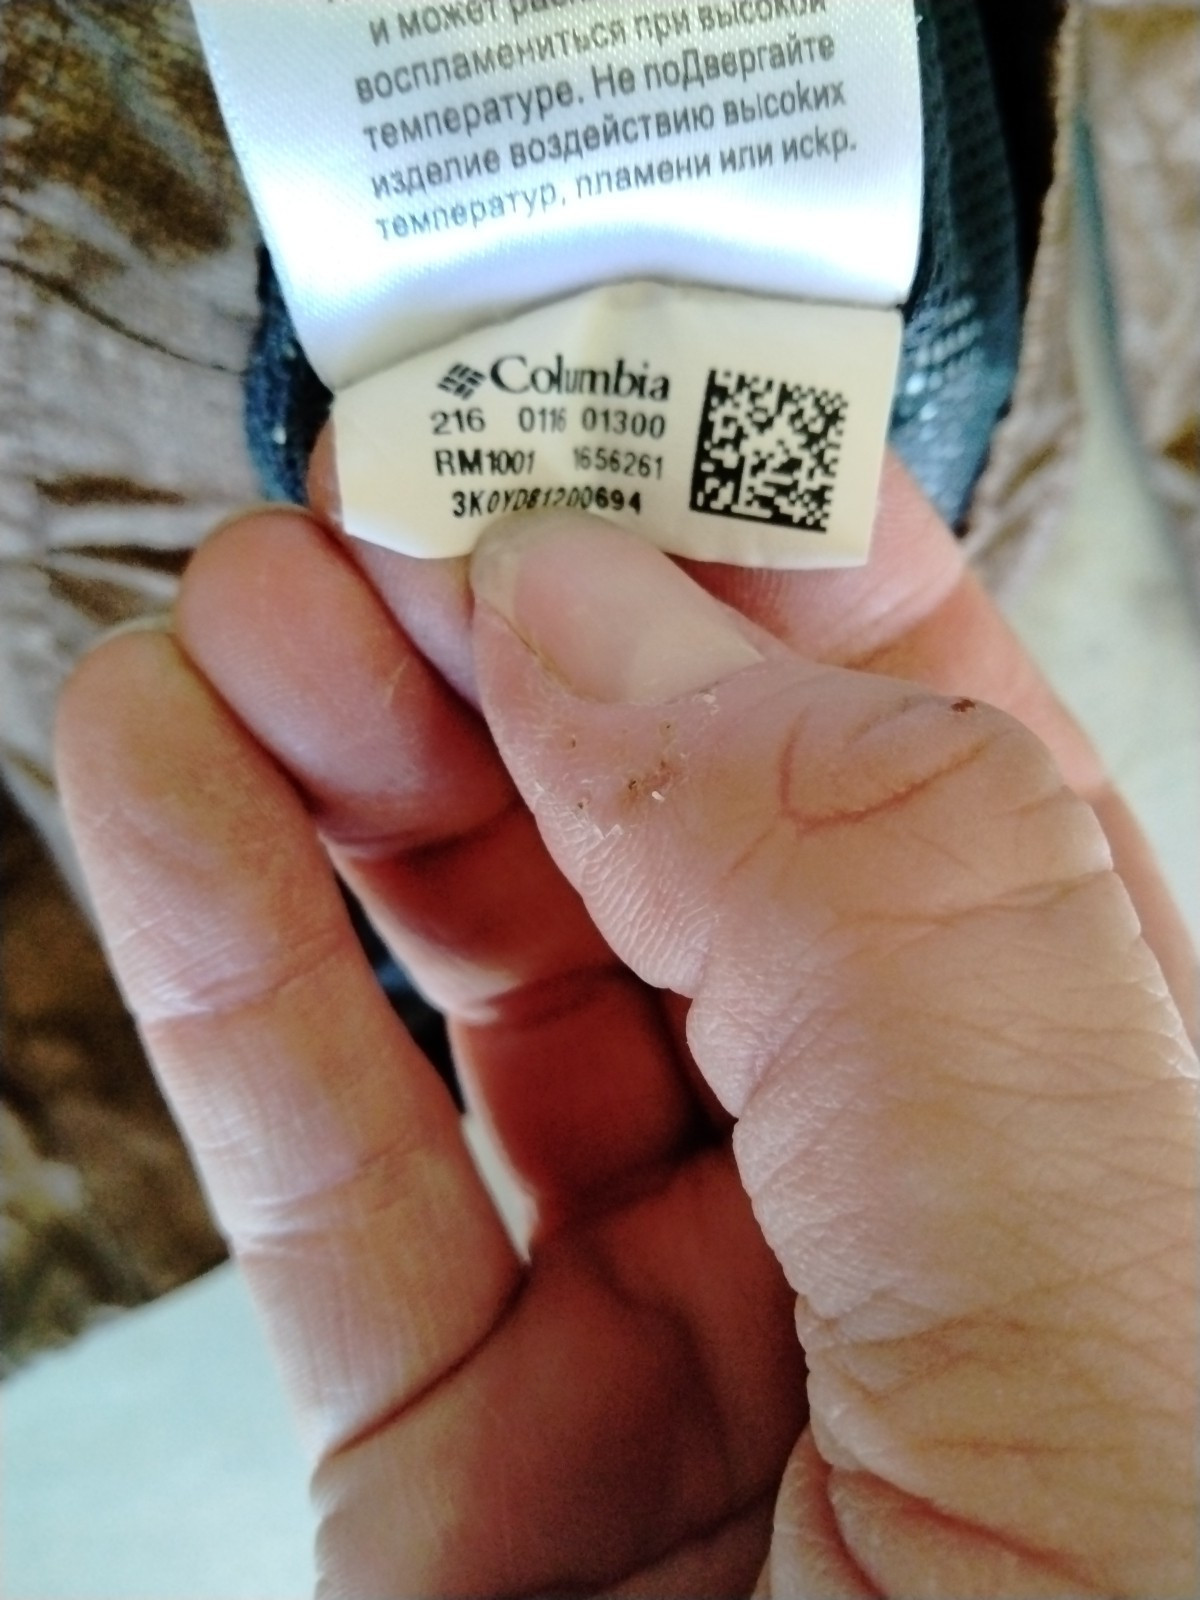 и может
воспламениться при высокой
температуре. Не поДвергайте
изделие воздействию высоких
температур, пламени или искр.
Columbia
216 0116 01300
RM1001 1656261